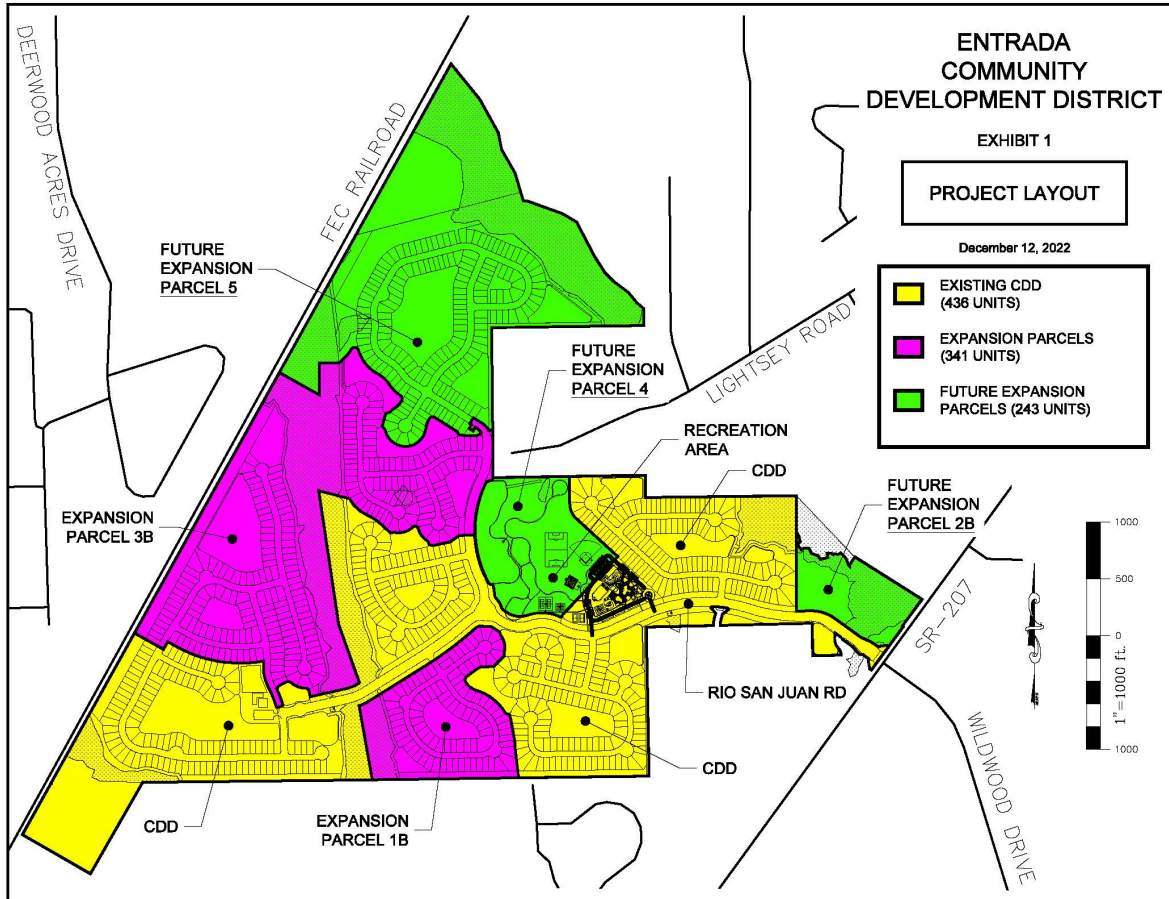 ENTRADA
COMMUNITY
DEVELOPMENT DISTRICT
EXHIBIT 1
PROJECT LAYOUT
December 12, 2022
EXISTING CDD
(436 UNITS)
EXPANSION PARCELS
(341 UNITS)
FUTURE EXPANSION
PARCELS (243 UNITS)
DEERWOOD ACRES DRIVE
FEC RAILROAD
FUTURE
EXPANSION
PARCEL 5
FUTURE
EXPANSION
PARCEL 4
LIGHTSEY ROAD
RECREATION
AREA
CDD
FUTURE
EXPANSION
PARCEL 2B
EXPANSION
PARCEL 3B
SR-207
RIO SAN JUAN RD
WILDWOOD DRIVE
CDD
EXPANSION
PARCEL 1B
CDD
1000
500
0
1000
1"=1000 ft.